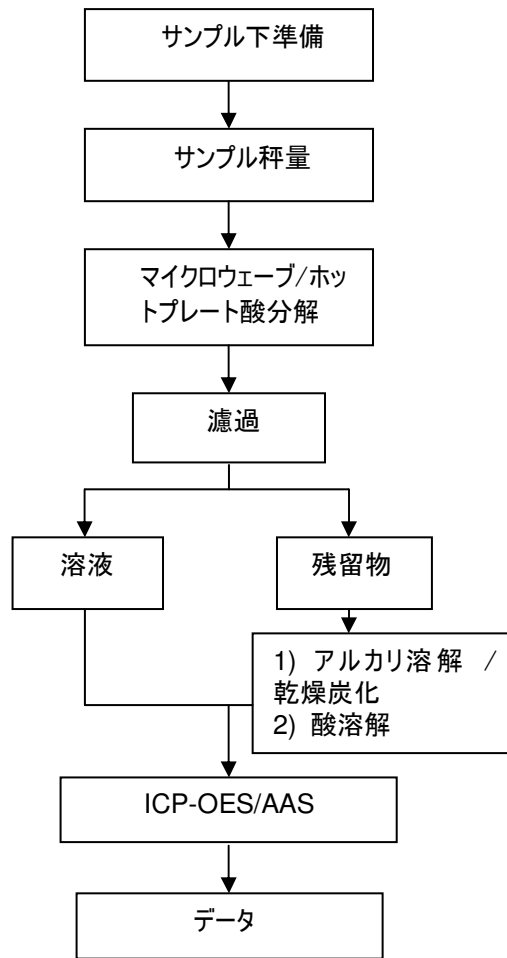 サンプル下準備
サンプル秤量
マイクロウェーブ/ホッ
トプレート酸分解
濾過
溶液
残留物
1) アルカリ溶解 /
乾燥炭化
2) 酸溶解
ICP-OES/AAS
データ